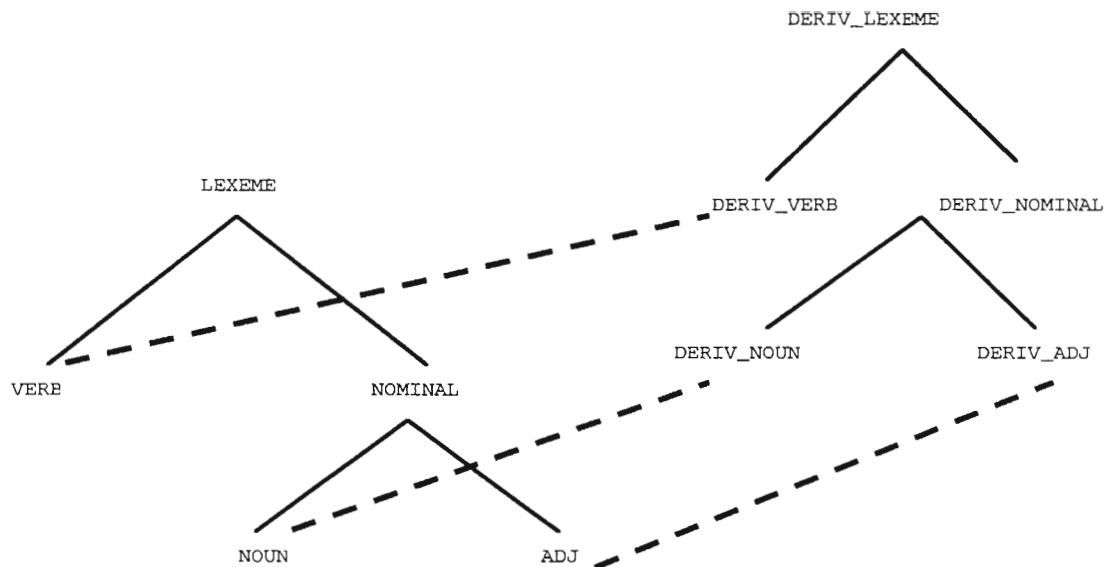 DERIV_LEXEME
LEXEME
DERIV_VERB DERIV_NOMINAL
DERIV_NOUN DERIV_ADJ
VERB NOMINAL
NOUN ADJ